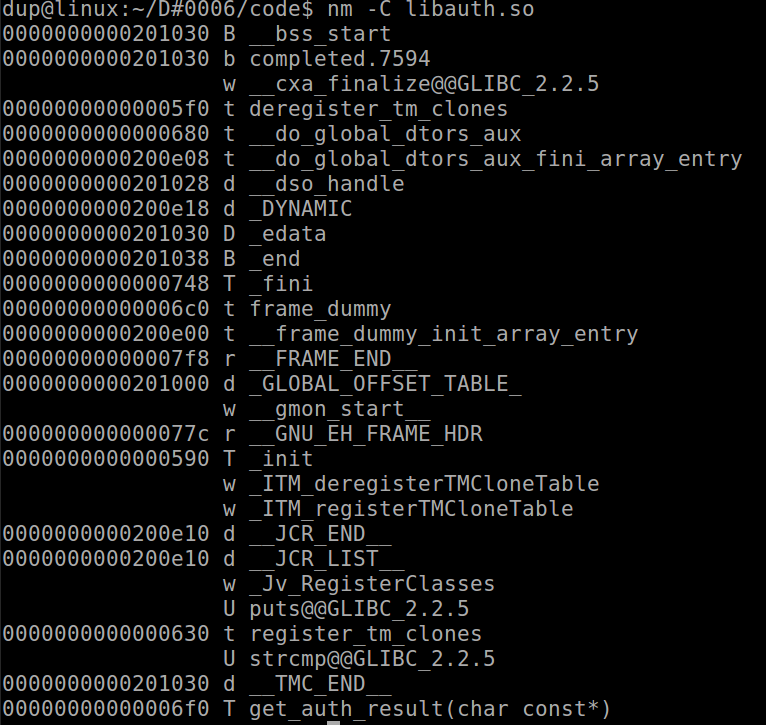 dup@linux:~/D#0006/code$ nm -C libauth.so
0000000000201030 B __bss_start
0000000000201030 b completed.7594
                 w __cxa_finalize@@GLIBC_2.2.5
00000000000005f0 t deregister_tm_clones
0000000000000680 t __do_global_dtors_aux
0000000000200e08 t __do_global_dtors_aux_fini_array_entry
0000000000201028 d __dso_handle
0000000000200e18 d _DYNAMIC
0000000000201030 D _edata
0000000000201038 B _end
0000000000000748 T _fini
00000000000006c0 t frame_dummy
0000000000200e00 t __frame_dummy_init_array_entry
00000000000007f8 r __FRAME_END__
0000000000201000 d _GLOBAL_OFFSET_TABLE_
                 w __gmon_start__
000000000000077c r __GNU_EH_FRAME_HDR
0000000000000590 T _init
                 w _ITM_deregisterTMCloneTable
                 w _ITM_registerTMCloneTable
0000000000200e10 d __JCR_END__
0000000000200e10 d __JCR_LIST__
                 w _Jv_RegisterClasses
                 U puts@@GLIBC_2.2.5
0000000000000630 t register_tm_clones
                 U strcmp@@GLIBC_2.2.5
0000000000201030 d __TMC_END__
00000000000006f0 T get_auth_result(char const*)